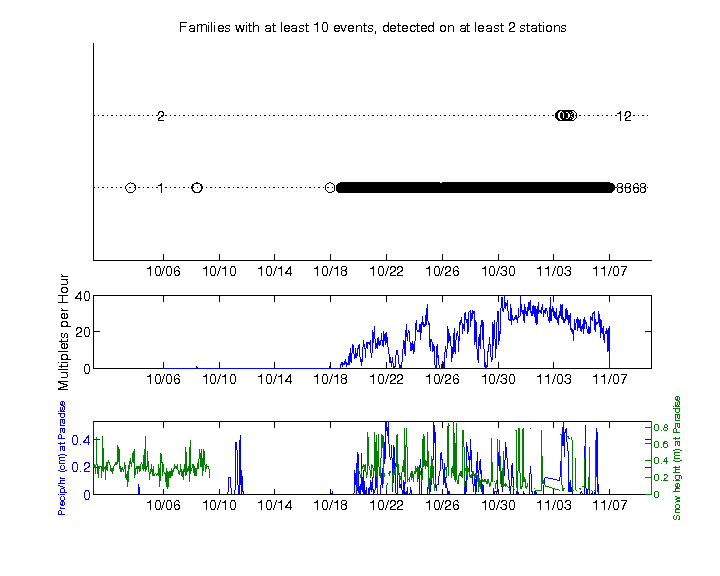 Families with at least 10 events, detected on at least 2 stations
2 12
1 8668
10/06 10/10 10/14 10/18 10/22 10/26 10/30 11/03 11/07
Multiplets per Hour
40
20
0
10/06 10/10 10/14 10/18 10/22 10/26 10/30 11/03 11/07
Precip/hr (cm) at Paradise
0.4
0.2
0
0.8
0.6
0.4
0.2
0
Snow height (m) at Paradise
10/06 10/10 10/14 10/18 10/22 10/26 10/30 11/03 11/07